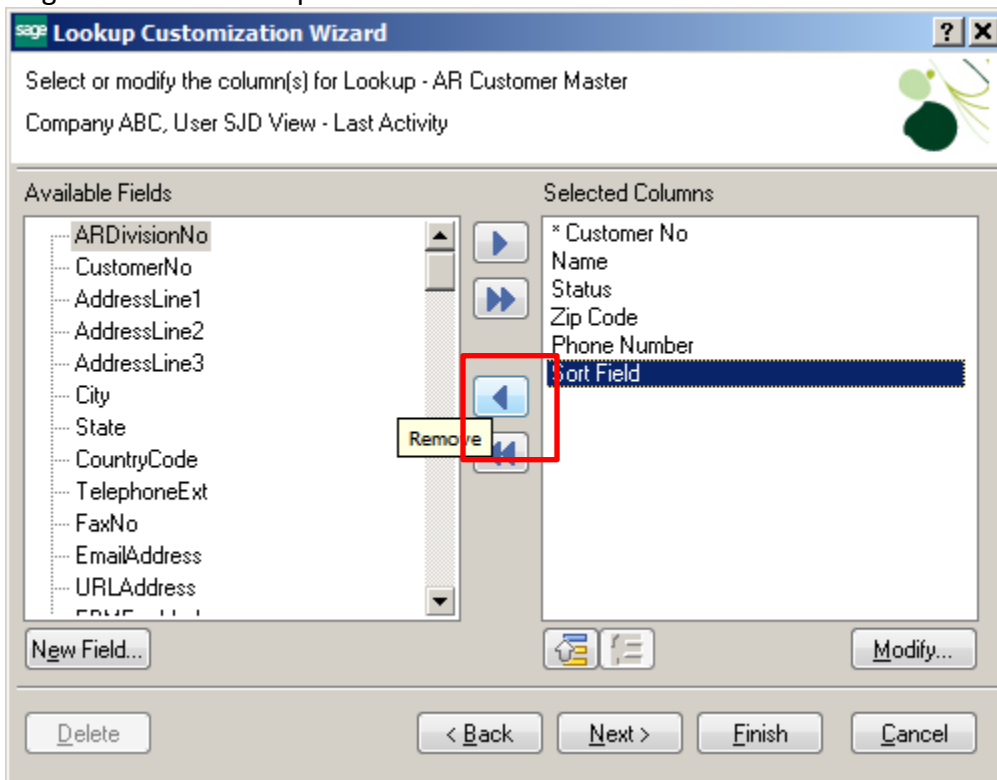 sage Lookup Customization Wizard ? X
Select or modify the column(s) for Lookup - AR Customer Master
Company ABC, User SJD View - Last Activity
Available Fields
ARDivisionNo
CustomerNo
AddressLine1
AddressLine2
AddressLine3
City
State
CountryCode
TelephoneExt
FaxNo
EmailAddress
URLAddress
Remove
New Field...
Selected Columns
* Customer No
Name
Status
Zip Code
Phone Number
Sort Field
Modify...
Delete
< Back
Next >
Finish
Cancel